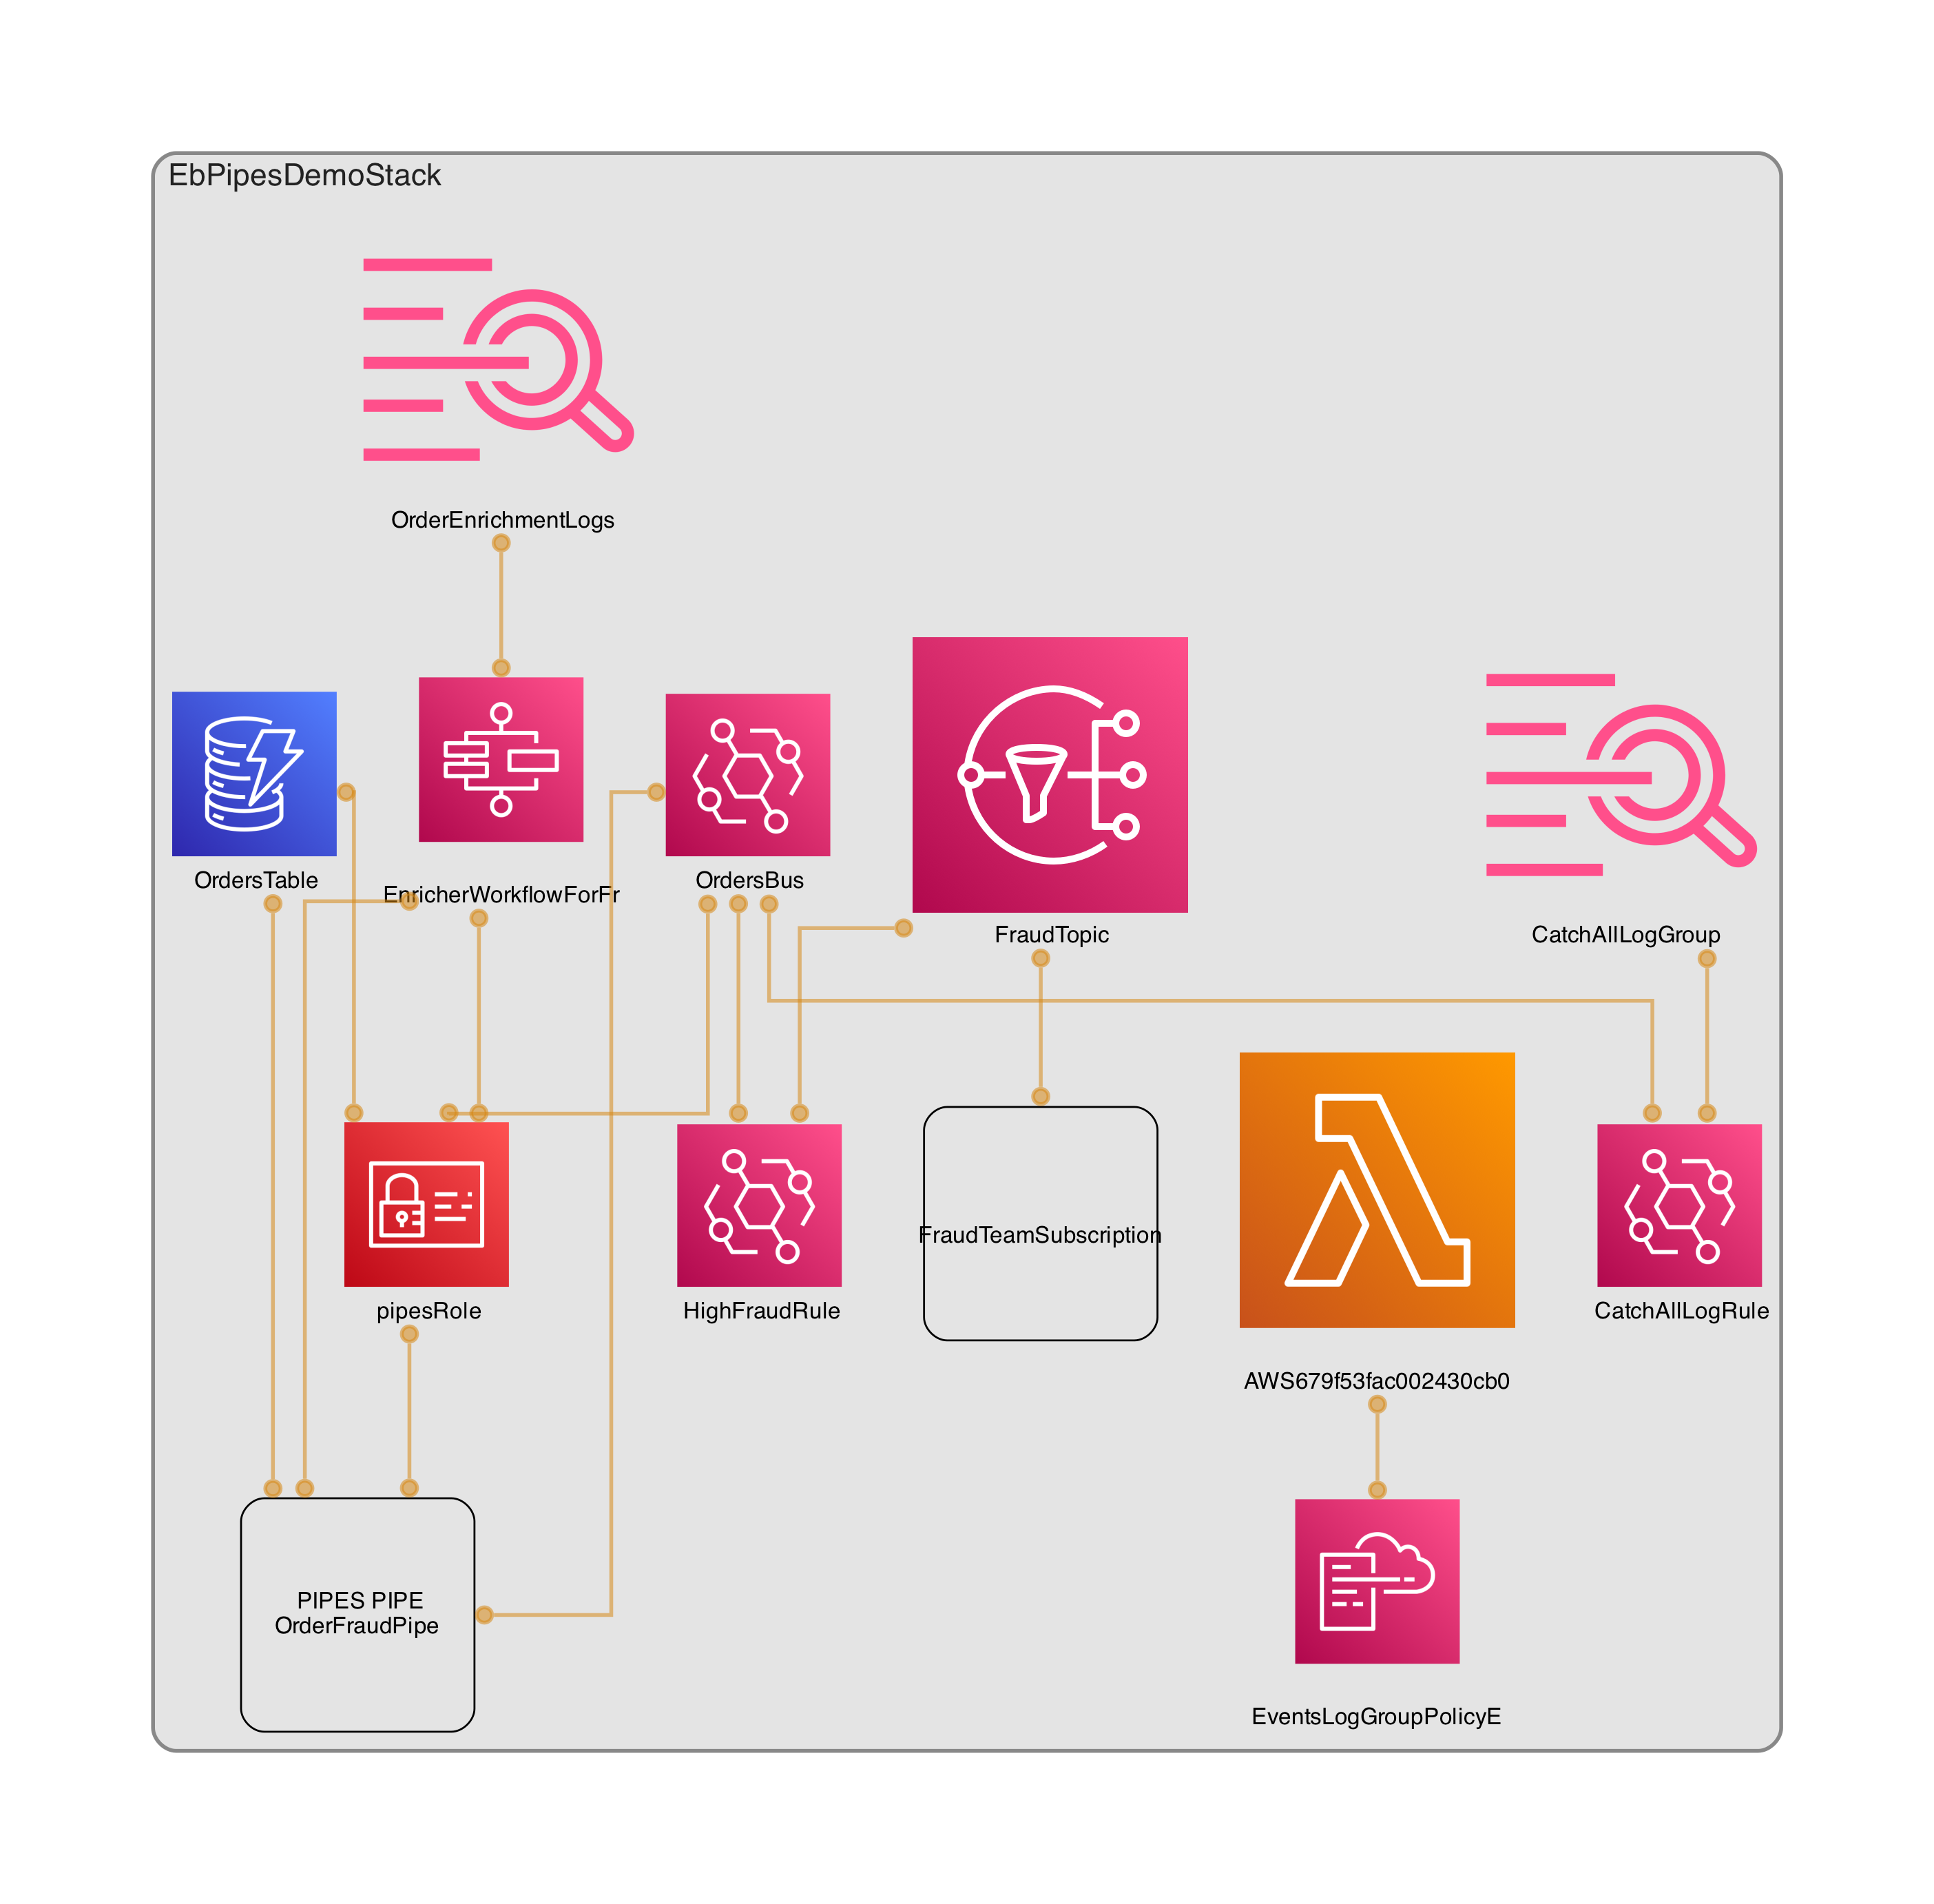 EbPipesDemoStack
OrderEnrichmentLogs
OrdersTable
EnricherWorkflowForFr
OrdersBus
FraudTopic
CatchAllLogGroup
pipesRole
HighFraudRule
FraudTeamSubscription
AWS679f53fac002430cb0
CatchAllLogRule
PIPES PIPE
OrderFraudPipe
EventsLogGroupPolicyE